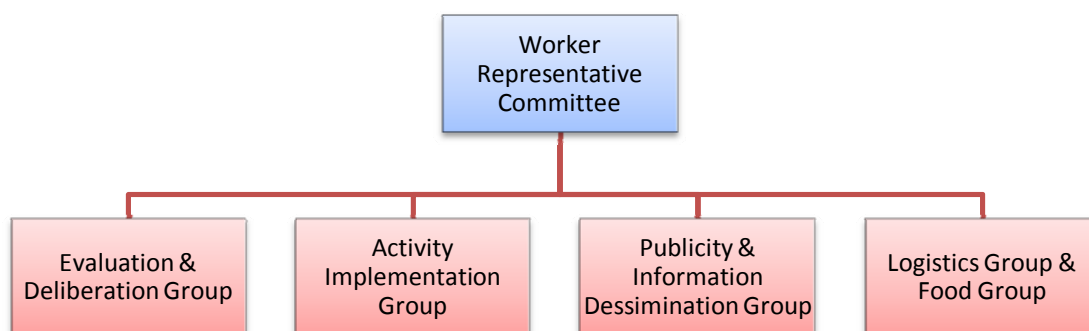 Worker
Representative
Committee
Evaluation &
Deliberation Group
Activity
Implementation
Group
Publicity &
Information
Dessimination Group
Logistics Group &
Food Group